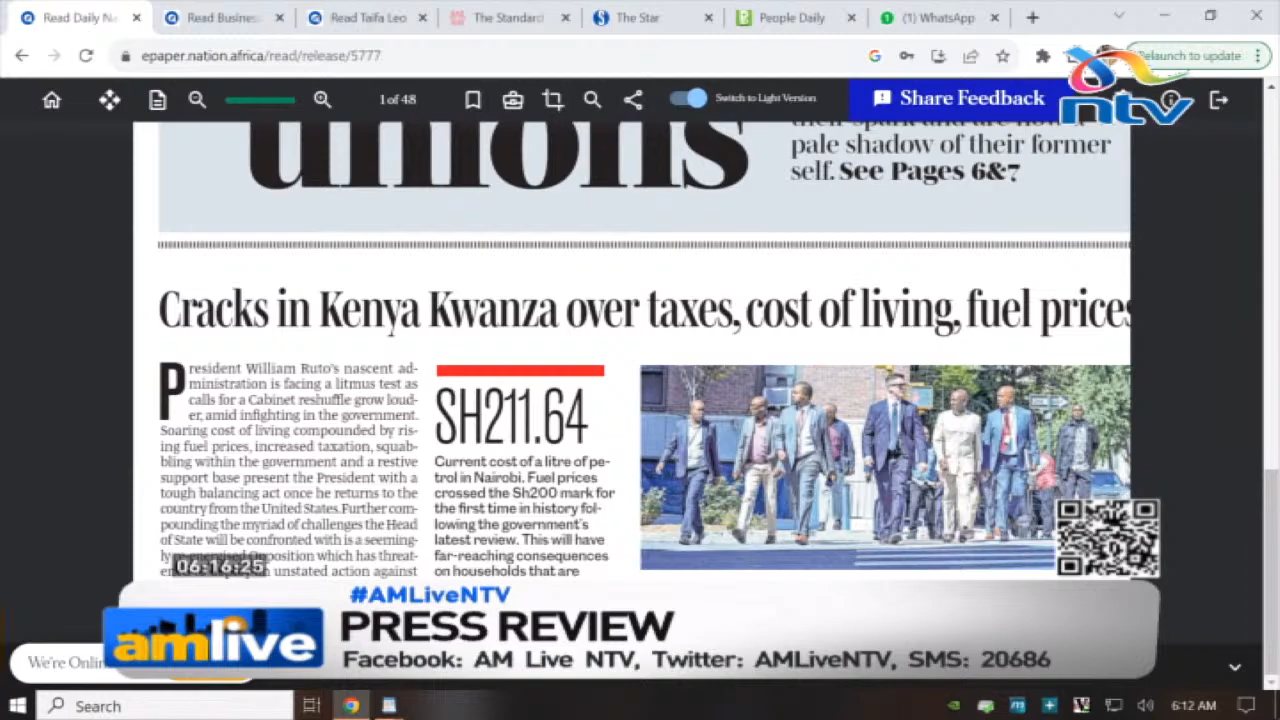 Read Daily Na
Read Busines
Read Taifa Leo
The Standard
The Star
People Daily
(1) WhatsApp
epaper.nation.africa/read/release/5777
Relaunch to update
1 of 48
Switch to Light Version
Share Feedback
ntv
unions
pale shadow of their former
self. See Pages 6&7
Cracks in Kenya Kwanza over taxes, cost of living, fuel prices
President William Ruto's nascent ad-
ministration is facing a litmus test as
calls for a Cabinet reshuffle grow loud-
er, amid infighting in the government.
Soaring cost of living compounded by ris-
ing fuel prices, increased taxation, squab-
bling within the government and a restive
support base present the President with a
tough balancing act once he returns to the
country from the United States. Further com-
pounding the myriad of challenges the Head
of State will be confronted with is a seeming-
ly re-energised Opposition which has threat-
unstated action against
SH211.64
Current cost of a litre of pe-
trol in Nairobi. Fuel prices
crossed the Sh200 mark for
the first time in history fol-
lowing the government's
latest review. This will have
far-reaching consequences
on households that are
06:16:25
#AMLiveNTV
amlive
PRESS REVIEW
Facebook: AM Live NTV, Twitter: AMLiveNTV, SMS: 20686
We're Onlin
Search
6:12 AM